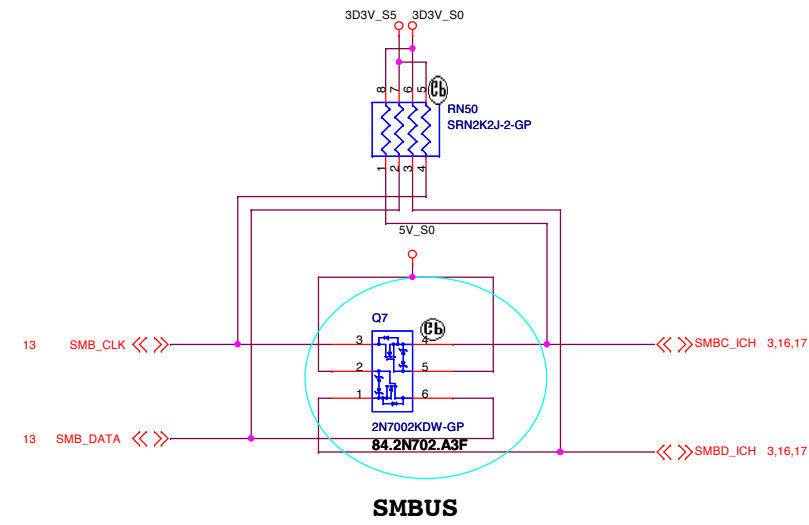 3D3V_S5 3D3V_S0
8 7 6 5
RN50
SRN2K2J-2-GP
1 2 3 4
5V_S0
Q7
13 SMB_CLK 3 4 SMBC_ICH 3,16,17
2 5
1 6
2N7002KDW-GP
13 SMB_DATA 84.2N702.A3F SMBD_ICH 3,16,17
SMBUS